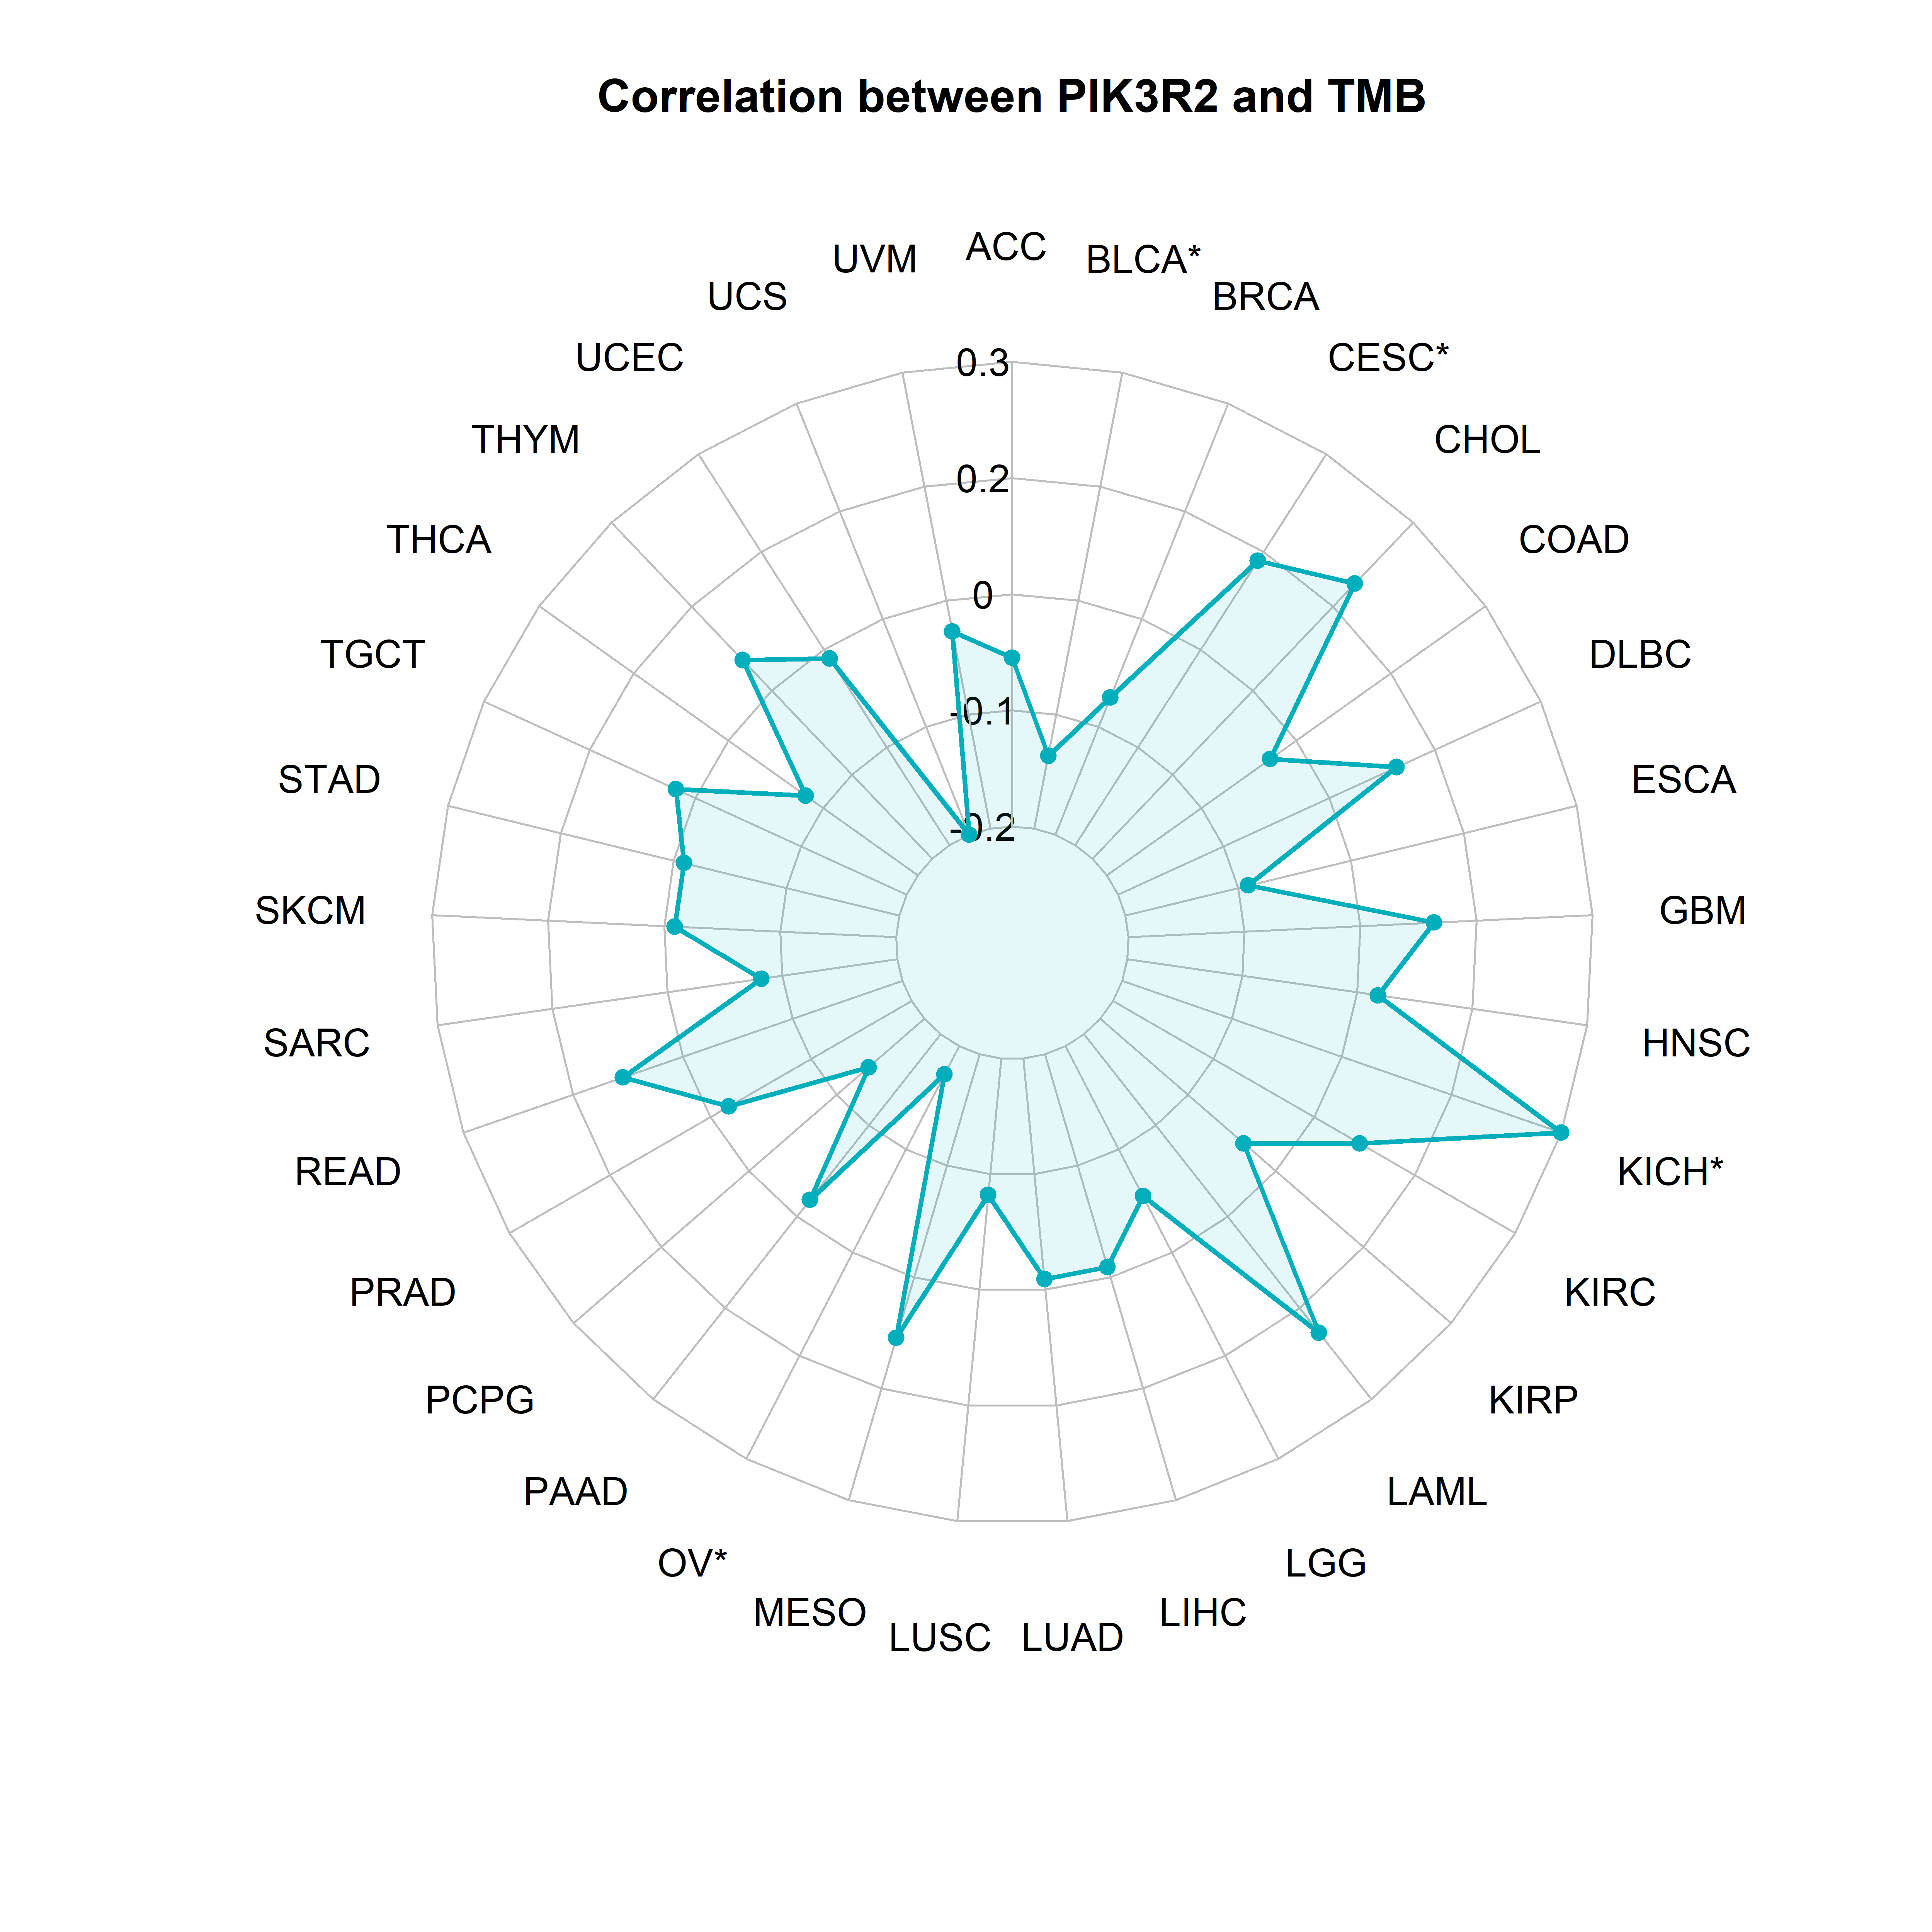 Correlation between PIK3R2 and TMB
ACC
BLCA*
BRCA
CESC*
CHOL
COAD
DLBC
ESCA
GBM
HNSC
KICH*
KIRC
KIRP
LAML
LGG
LIHC
LUAD
LUSC
MESO
OV*
PAAD
PCPG
PRAD
READ
SARC
SKCM
STAD
TGCT
THCA
THYM
UCEC
UCS
UVM
0.3
0.2
0
-0.1
-0.2